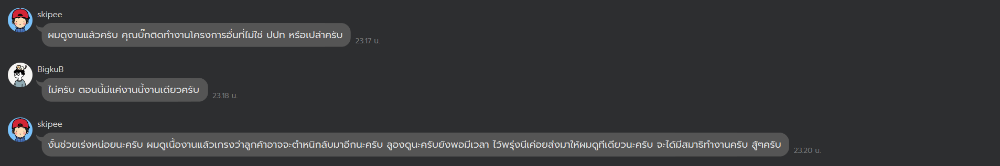 skipee
ผมดูงานแล้วครับ คุณบิ๊กติดทำงานโครงการอื่นที่ไม่ใช่ ปปท หรือเปล่าครับ
23.17 น.
BigkuB
ไม่ครับ ตอนนี้มีแค่งานนี้งานเดียวครับ
23.18 น.
skipee
งั้นช่วยเร่งหน่อยนะครับ ผมดูเนื้องานแล้วเกรงว่าลูกค้าอาจจะตำหนิกลับมาอีกนะครับ ลูองดูนะครับยังพอมีเวลา ไว้พรุ่งนี้ค่อยส่งมาให้ผมดูทีเดียวนะครับ จะได้มีสมาธิทำงานครับ สู้ๆครับ
23.20 น.